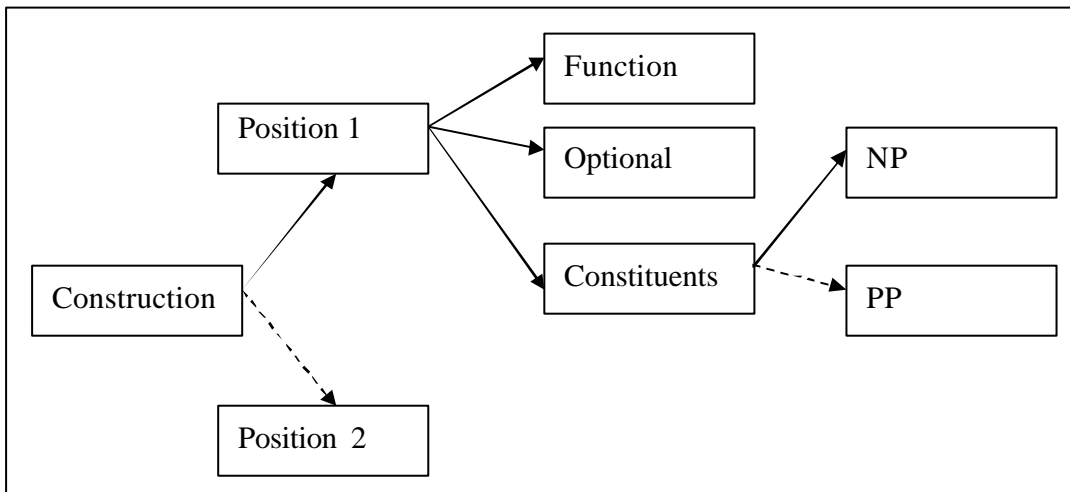 Function
Position 1
Optional
NP
Constituents
Construction
PP
Position 2